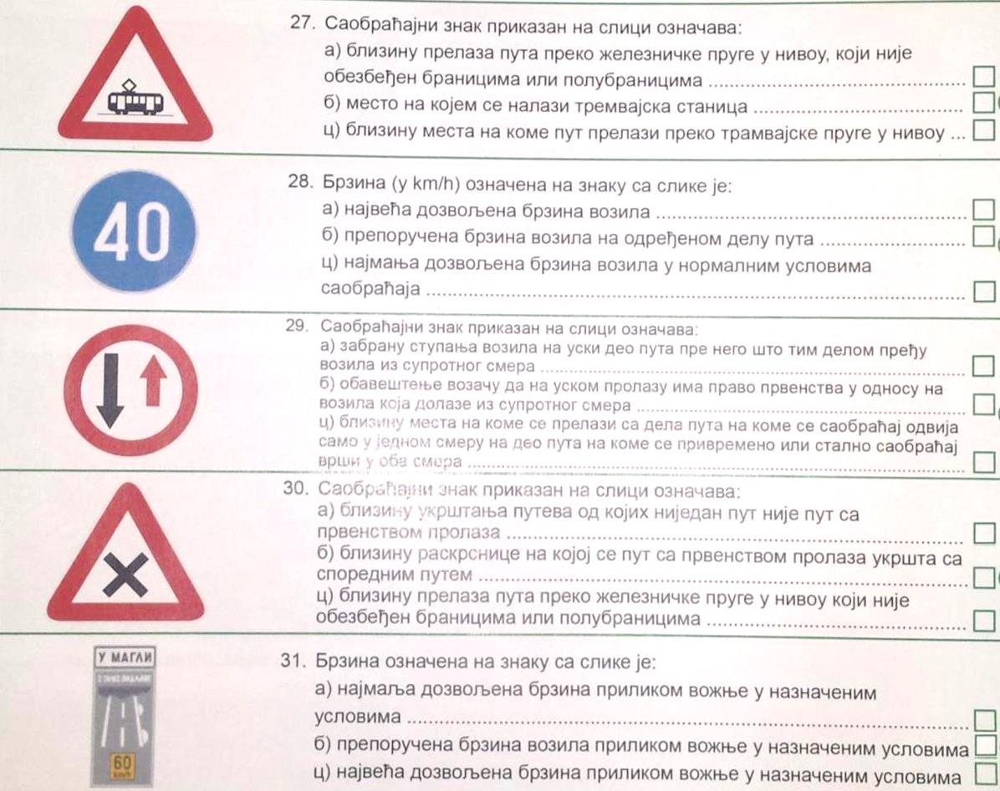 27. Саобраћајни знак приказан на слици означава:
а) близину прелаза пута преко железничке пруге у нивоу, који није
обезбеђен браницима или полубраницима
б) место на којем се налази тремвајска станица
ц) близину места на коме пут прелази преко трамвајске пруге у нивоу ...
40
28. Брзина (у km/h) означена на знаку са слике је:
а) највећа дозвољена брзина возила
б) препоручена брзина возила на одређеном делу пута
ц) најмања дозвољена брзина возила у нормалним условима
саобраћаја
29. Саобраћајни знак приказан на слици означава:
а) забрану ступања возила на уски део пута пре него што тим делом пређу
возила из супротног смера
б) обавештење возачу да на уском пролазу има право првенства у односу на
возила која долазе из супротног смера
ц) близину места на коме се прелази са дела пута на коме се саобраћај одвија
само у једном смеру на део пута на коме се привремено или стално саобраћај
врши у оба смера
30. Саобраћајни знак приказан на слици означава:
а) близину укрштања путева од којих ниједан пут није пут са
првенством пролаза
б) близину раскрснице на којој се пут са првенством пролаза укршта са
споредним путем
ц) близину прелаза пута преко железничке пруге у нивоу који није
обезбеђен браницима или полубраницима
У МАГЛИ
60
km/h
31. Брзина означена на знаку са слике је:
а) најмаља дозвољена брзина приликом вожње у назначеним
условима
б) препоручена брзина возила приликом вожње у назначеним условима
ц) највећа дозвољена брзина приликом вожње у назначеним условима